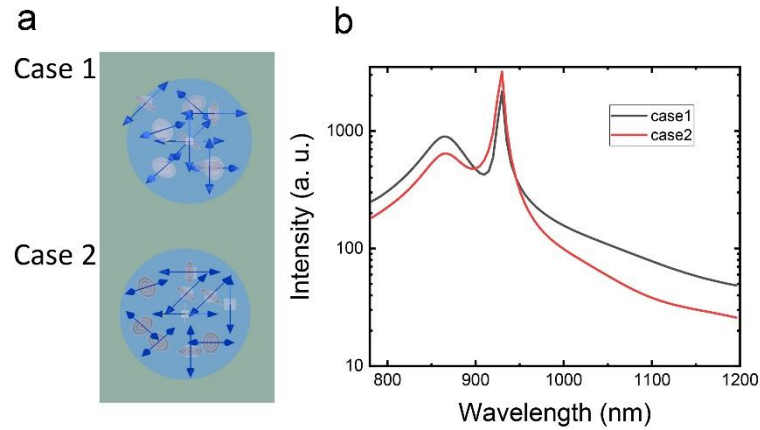 a
Case 1
Case 2
b
Intensity (a. u.)
1000
100
10
case1
case2
800 900 1000 1100 1200
Wavelength (nm)